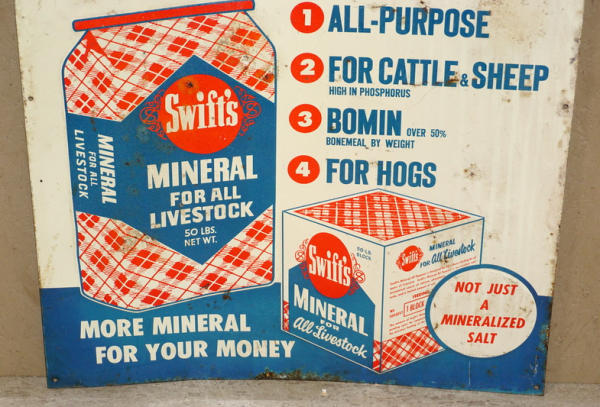 1 ALL-PURPOSE
2 FOR CATTLE & SHEEP
HIGH IN PHOSPHORUS
3 BOMIN OVER 50%
BONEMEAL BY WEIGHT
4 FOR HOGS
Swift's
MINERAL
FOR ALL
LIVESTOCK
50 LBS.
NET WT.
MINERAL
FOR ALL
LIVESTOCK
Swift's
50 LB.
BLOCK
MINERAL
FOR
All Livestock
Swift's
MINERAL
FOR All Livestock
1 BLOCK
NOT JUST
A
MINERALIZED
SALT
MORE MINERAL
FOR YOUR MONEY